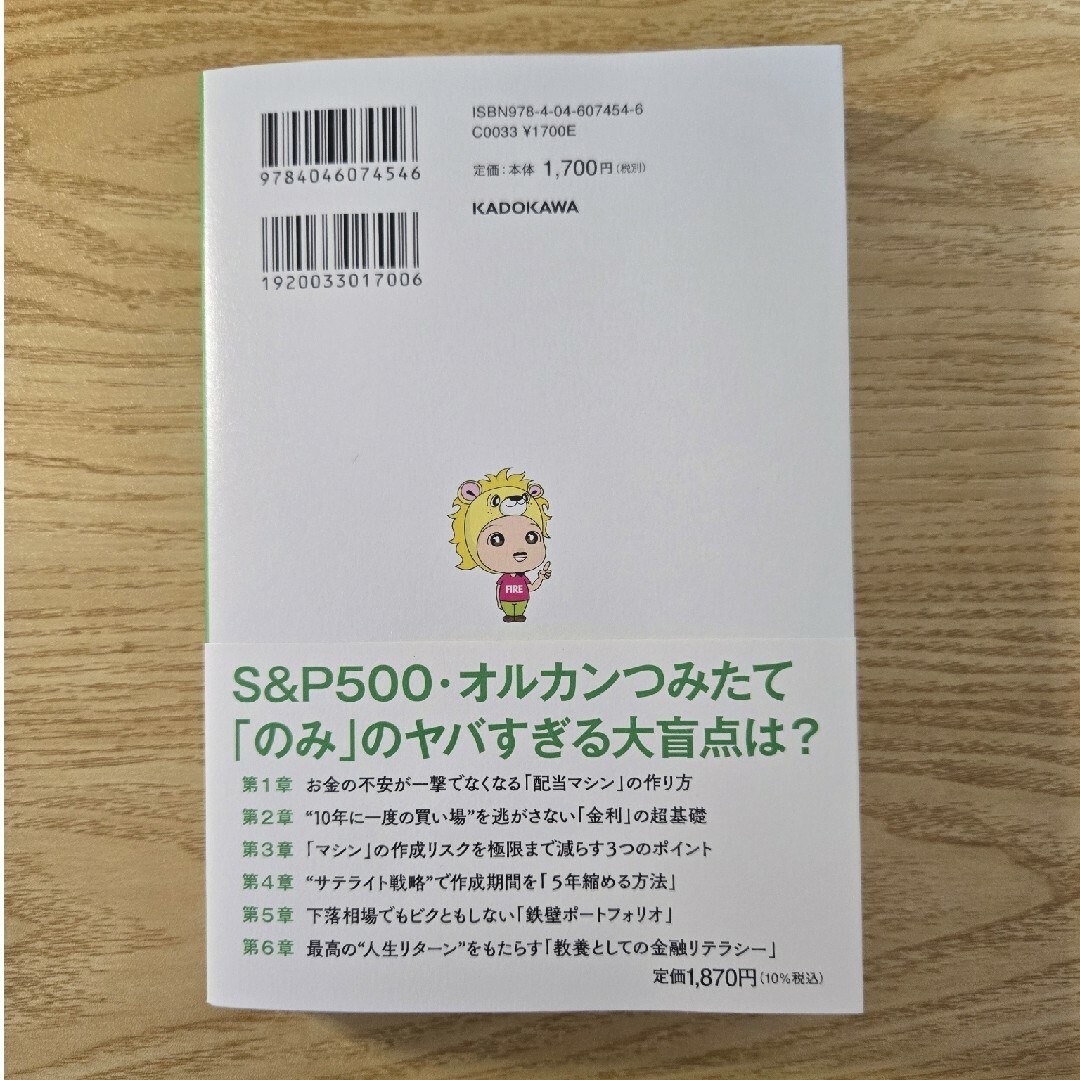 ISBN978-4-04-607454-6
C0033 ¥1700E
9784046074546
定価:本体 1,700円(税別)
KADOKAWA
1920033017006
FIRE
S&P500・オルカンつみたて
「のみ」のヤバすぎる大盲点は?
第1章 お金の不安が一撃でなくなる「配当マシン」の作り方
第2章 “10年に一度の買い場”を逃がさない「金利」の超基礎
第3章 「マシン」の作成リスクを極限まで減らす3つのポイント
第4章 “サテライト戦略”で作成期間を「5年縮める方法」
第5章 下落相場でもビクともしない「鉄壁ポートフォリオ」
第6章 最高の“人生リターン”をもたらす「教養としての金融リテラシー」
定価1,870円(10%税込)